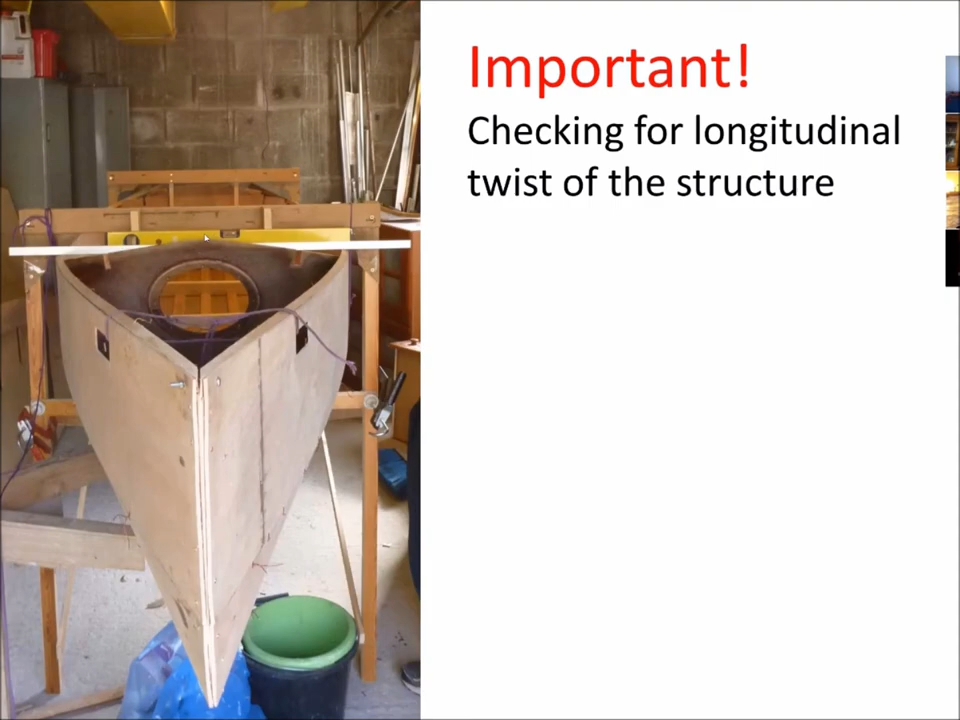 Important!
Checking for longitudinal
twist of the structure